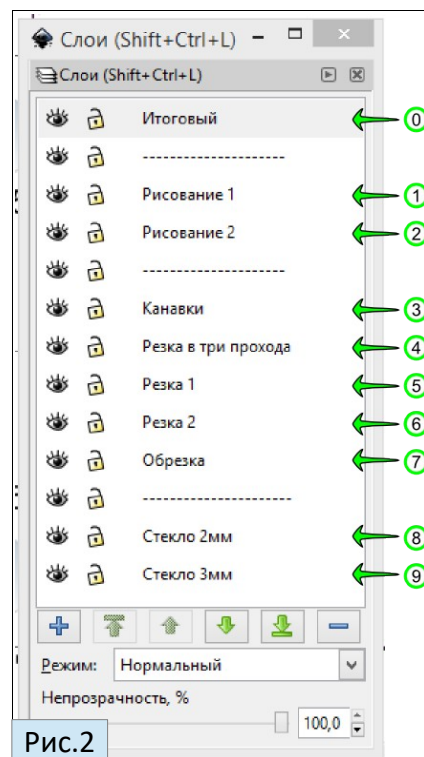 Слои (Shift+Ctrl+L)
Слои (Shift+Ctrl+L)
Итоговый 0
---------------------
Рисование 1 1
Рисование 2 2
---------------------
Канавки 3
Резка в три прохода 4
Резка 1 5
Резка 2 6
Обрезка 7
----------------------
Стекло 2мм 8
Стекло 3мм 9
Режим: Нормальный
Непрозрачность, %
100,0
Рис.2